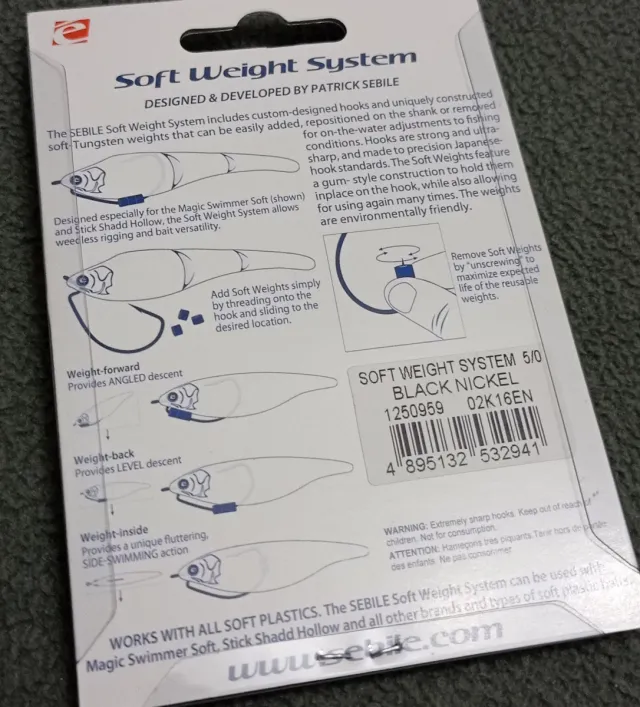 Soft Weight System
DESIGNED & DEVELOPED BY PATRICK SEBILE
The SEBILE Soft Weight System includes custom-designed hooks and uniquely constructed
soft-Tungsten weights that can be easily added, repositioned on the shank or removed
for on-the-water adjustments to fishing
conditions. Hooks are strong and ultra-
sharp, and made to precision Japanese-
hook standards. The Soft Weights feature
a gum- style construction to hold them
inplace on the hook, while also allowing
for using again many times. The weights
are environmentally friendly.
Designed especially for the Magic Swimmer Soft (shown)
and Stick Shadd Hollow, the Soft Weight System allows
weedless rigging and bait versatility.
Add Soft Weights simply
by threading onto the
hook and sliding to the
desired location.
Remove Soft Weights
by "unscrewing" to
maximize expected
life of the reusable
weights.
Weight-forward
Provides ANGLED descent
Weight-back
Provides LEVEL descent
Weight-inside
Provides a unique fluttering,
SIDE-SWIMMING action
SOFT WEIGHT SYSTEM 5/0
BLACK NICKEL
1250959 02K16EN
4 895132 532941
WARNING: Extremely sharp hooks. Keep out of reach of
children. Not for consumption.
ATTENTION: Hameçons très piquants. Tenir hors de portée
des enfants. Ne pas consommer.
WORKS WITH ALL SOFT PLASTICS. The SEBILE Soft Weight System can be used with
Magic Swimmer Soft, Stick Shadd Hollow and all other brands and types of soft plastic baits.
www.sebile.com